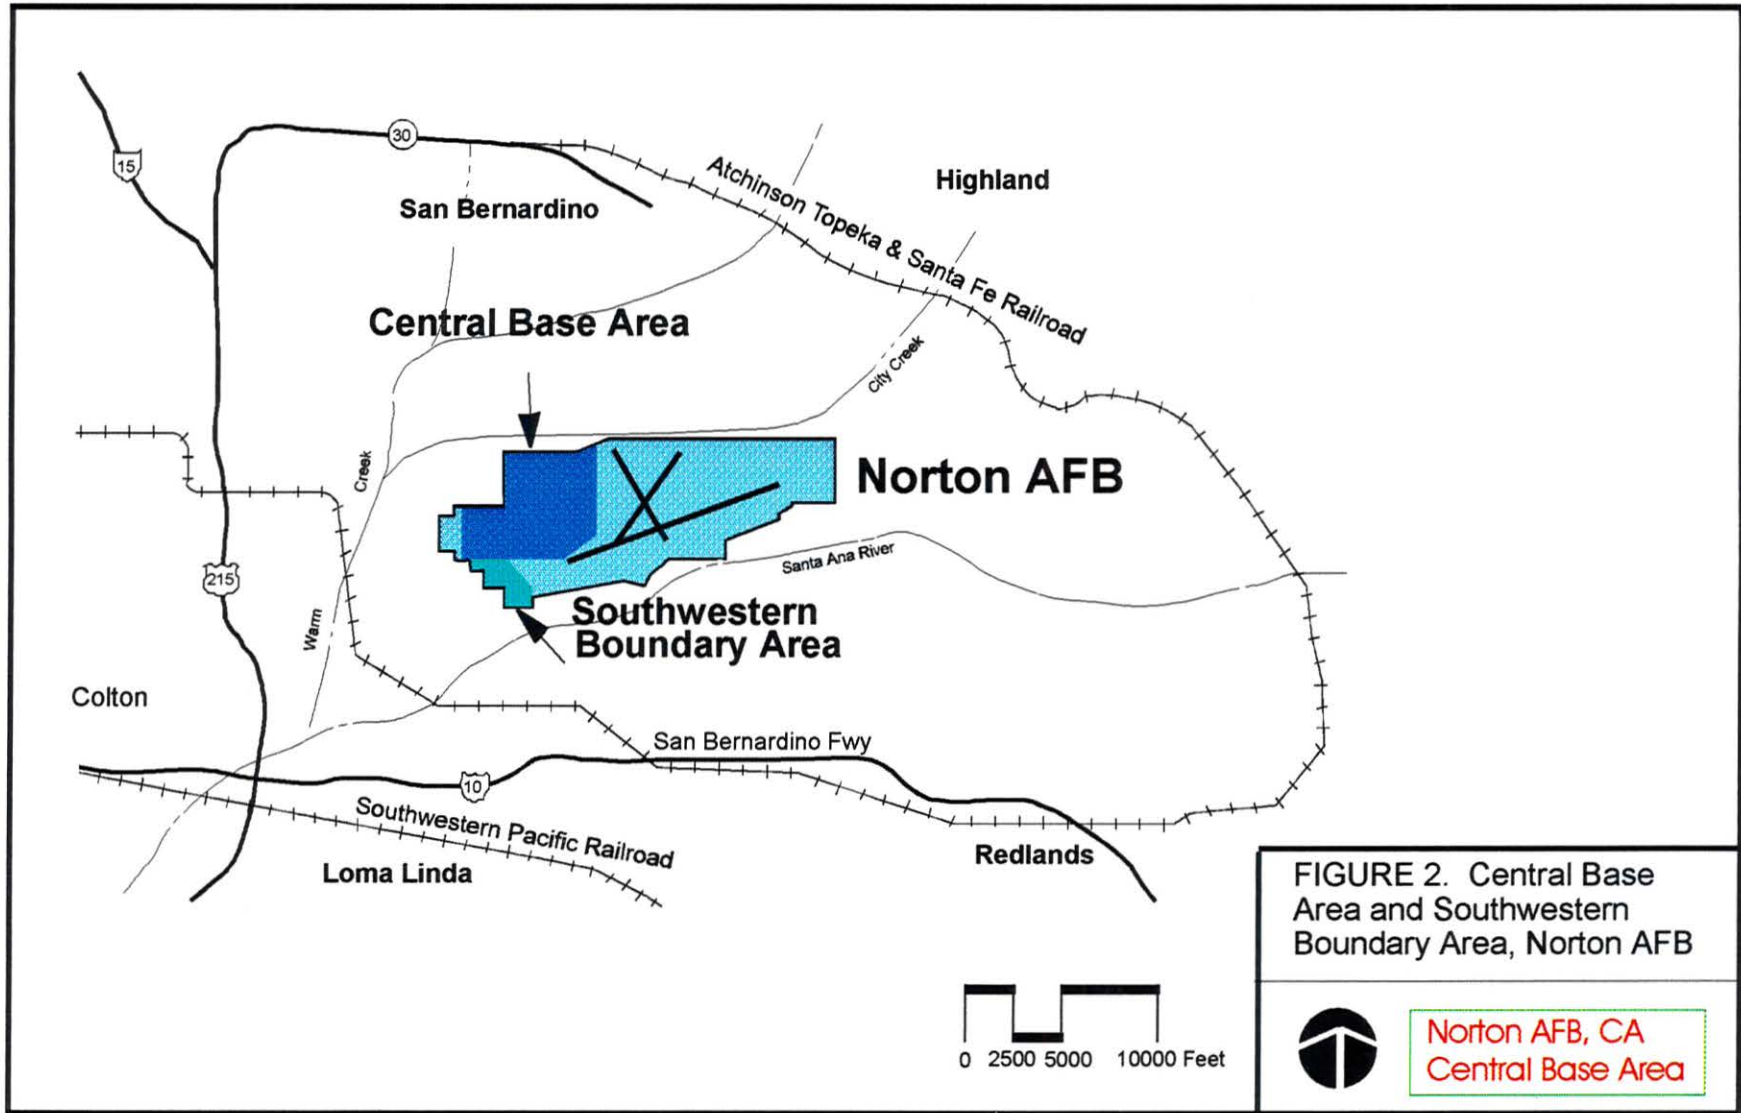 30
15
Atchinson Topeka & Santa Fe Railroad
Highland
San Bernardino
Central Base Area
City Creek
Creek
Norton AFB
Santa Ana River
215
Southwestern
Boundary Area
Warm
Colton
San Bernardino Fwy
10
Southwestern Pacific Railroad
Loma Linda
Redlands
FIGURE 2. Central Base
Area and Southwestern
Boundary Area, Norton AFB
0 2500 5000 10000 Feet
Norton AFB, CA
Central Base Area